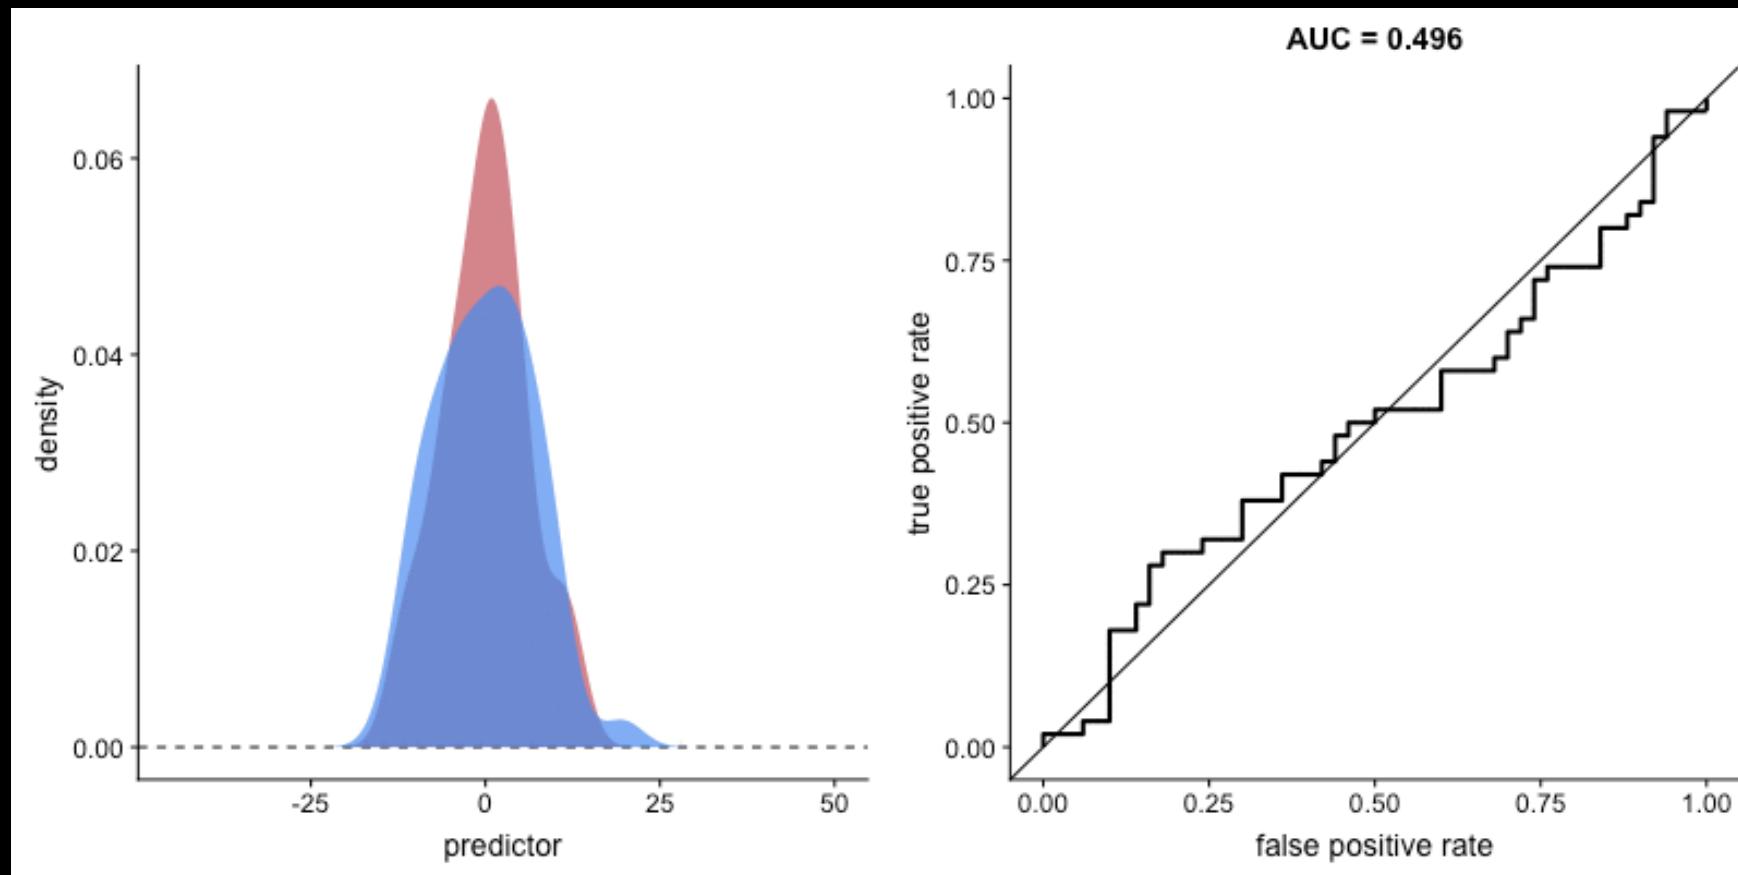 AUC = 0.496
density
0.06
0.04
0.02
0.00
-25 0 25 50
predictor
true positive rate
1.00
0.75
0.50
0.25
0.00
0.00 0.25 0.50 0.75 1.00
false positive rate